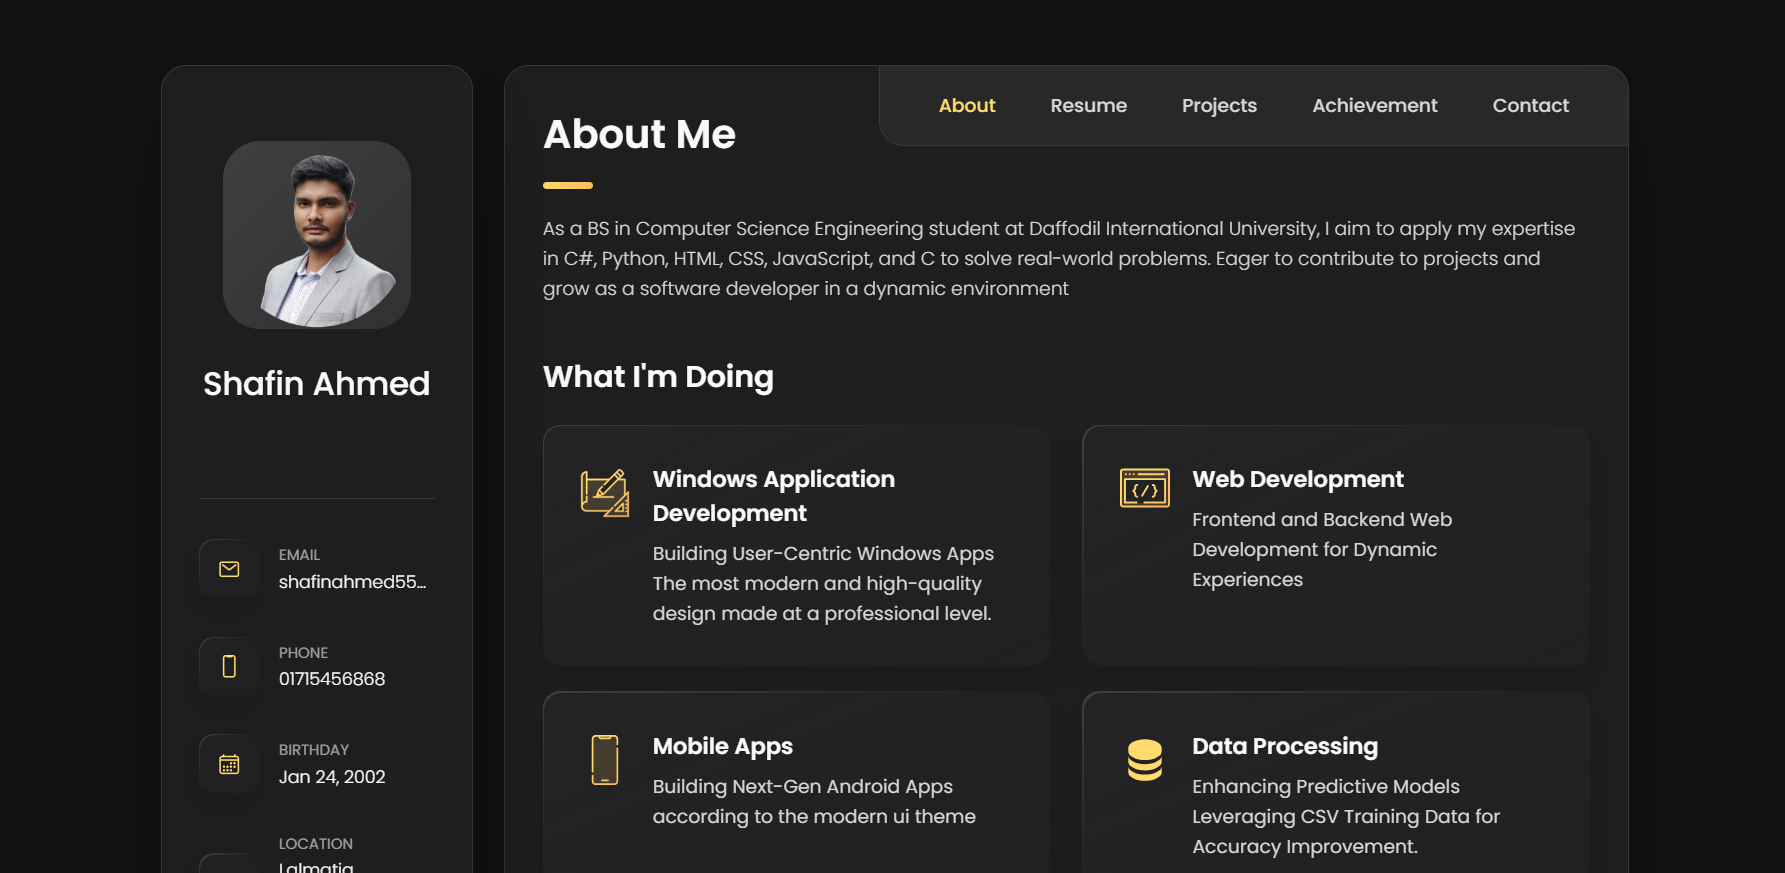 Shafin Ahmed
EMAIL
shafinahmed55...
PHONE
01715456868
BIRTHDAY
Jan 24, 2002
LOCATION
Lalmatia
About
Resume
Projects
Achievement
Contact
About Me
As a BS in Computer Science Engineering student at Daffodil International University, I aim to apply my expertise
in C#, Python, HTML, CSS, JavaScript, and C to solve real-world problems. Eager to contribute to projects and
grow as a software developer in a dynamic environment
What I'm Doing
Windows Application
Development
Building User-Centric Windows Apps
The most modern and high-quality
design made at a professional level.
Web Development
Frontend and Backend Web
Development for Dynamic
Experiences
Mobile Apps
Building Next-Gen Android Apps
according to the modern ui theme
Data Processing
Enhancing Predictive Models
Leveraging CSV Training Data for
Accuracy Improvement.